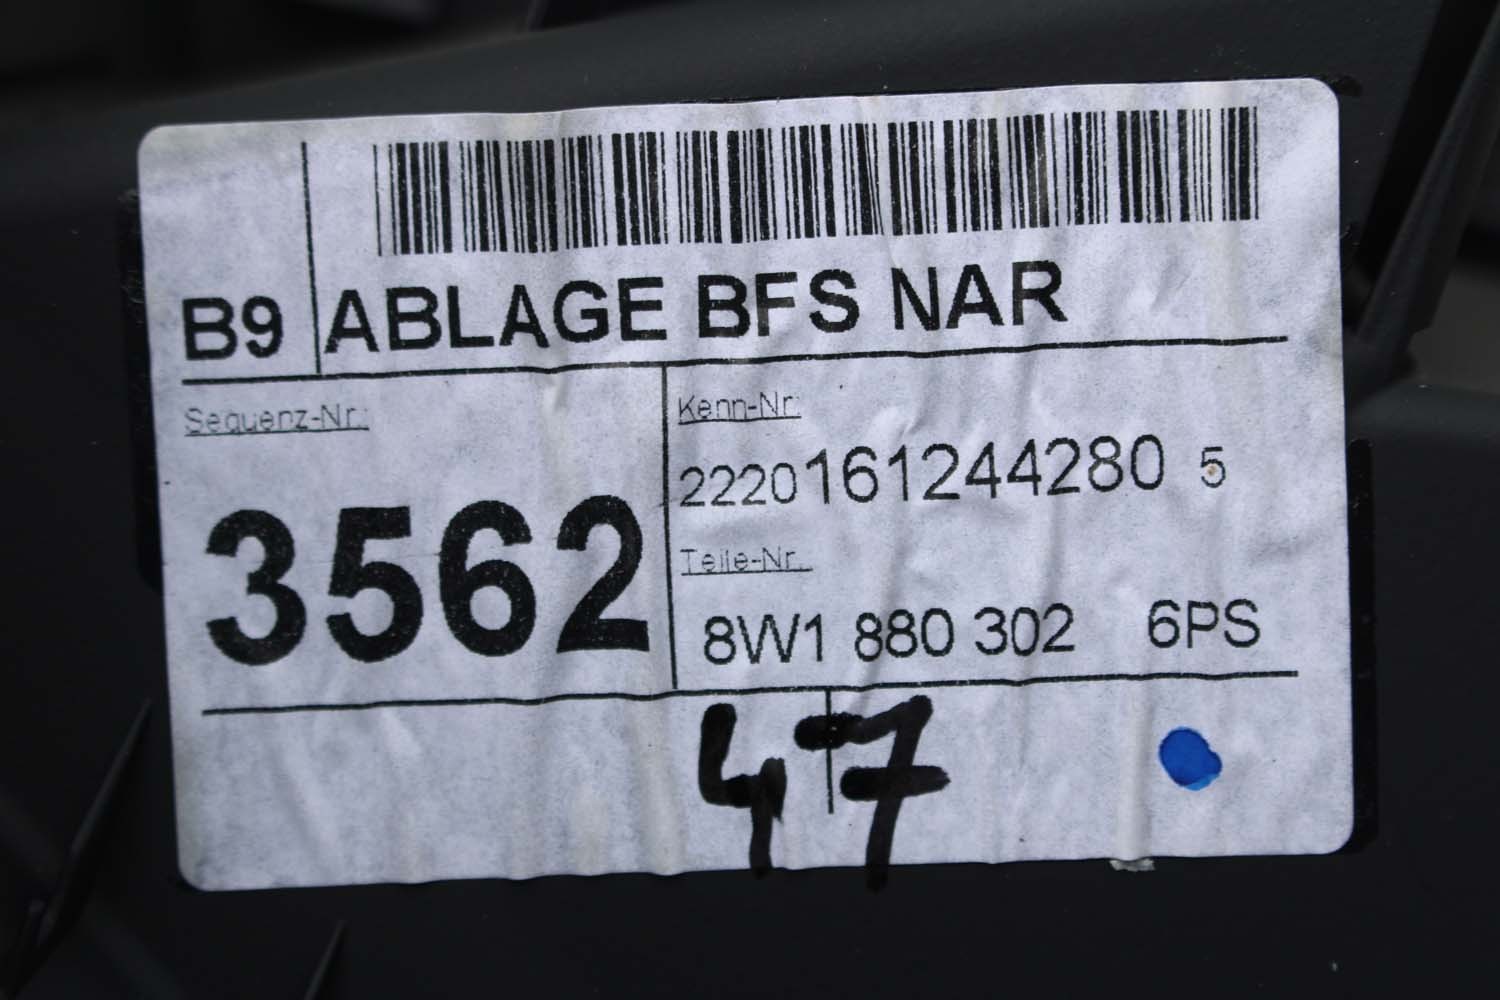 B9 ABLAGE BFS NAR
Sequenz-Nr.:
3562
Kenn-Nr.:
2220161244280 5
Teile-Nr.
8W1 880 302 6PS
47